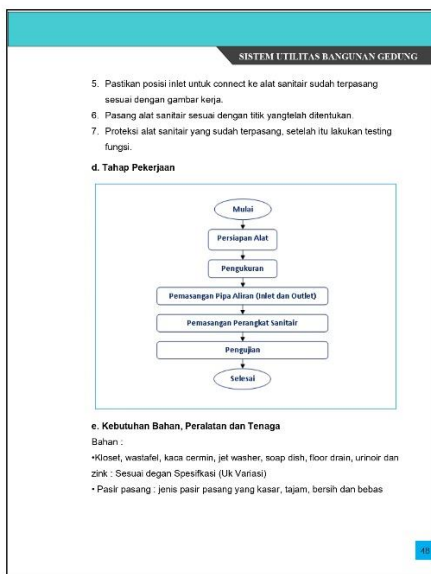 SISTEM UTILITAS BANGUNAN GEDUNG
5. Pastikan posisi inlet untuk connect ke alat sanitair sudah terpasang
sesuai dengan gambar kerja.
6. Pasang alat sanitair sesuai dengan titik yangtelah ditentukan.
7. Proteksi alat sanitair yang sudah terpasang, setelah itu lakukan testing
fungsi.
d. Tahap Pekerjaan
Mulai
Persiapan Alat
Pengukuran
Pemasangan Pipa Aliran (Inlet dan Outlet)
Pemasangan Perangkat Sanitair
Pengujian
Selesai
e. Kebutuhan Bahan, Peralatan dan Tenaga
Bahan :
•Kloset, wastafel, kaca cermin, jet washer, soap dish, floor drain, urinoir dan
zink : Sesuai degan Spesifkasi (Uk Variasi)
• Pasir pasang : jenis pasir pasang yang kasar, tajam, bersih dan bebas